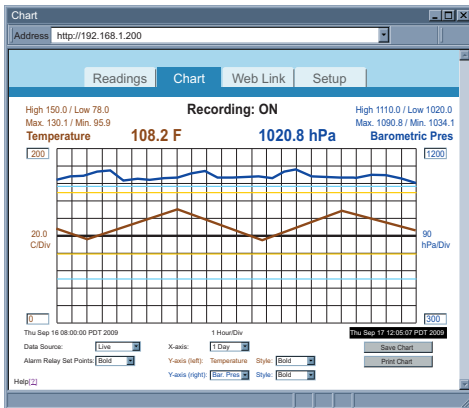 Chart
Address http://192.168.1.200
Readings Chart Web Link Setup
High 150.0 / Low 78.0 Recording: ON High 1110.0 / Low 1020.0
Max. 130.1 / Min. 95.9 Max. 1090.8 / Min. 1034.1
Temperature 108.2 F 1020.8 hPa Barometric Pres
200 1200
20.0 90
C/Div hPa/Div
0 300
Thu Sep 16 08:00:00 PDT 2009 1 Hour/Div Thu Sep 17 12:05:07 PDT 2009
Data Source: Live X-axis: 1 Day Save Chart
Alarm Relay Set Points: Bold Y-axis (left): Temperature Style: Bold Print Chart
Y-axis (right): Bar. Pres Style: Bold
Help[?]